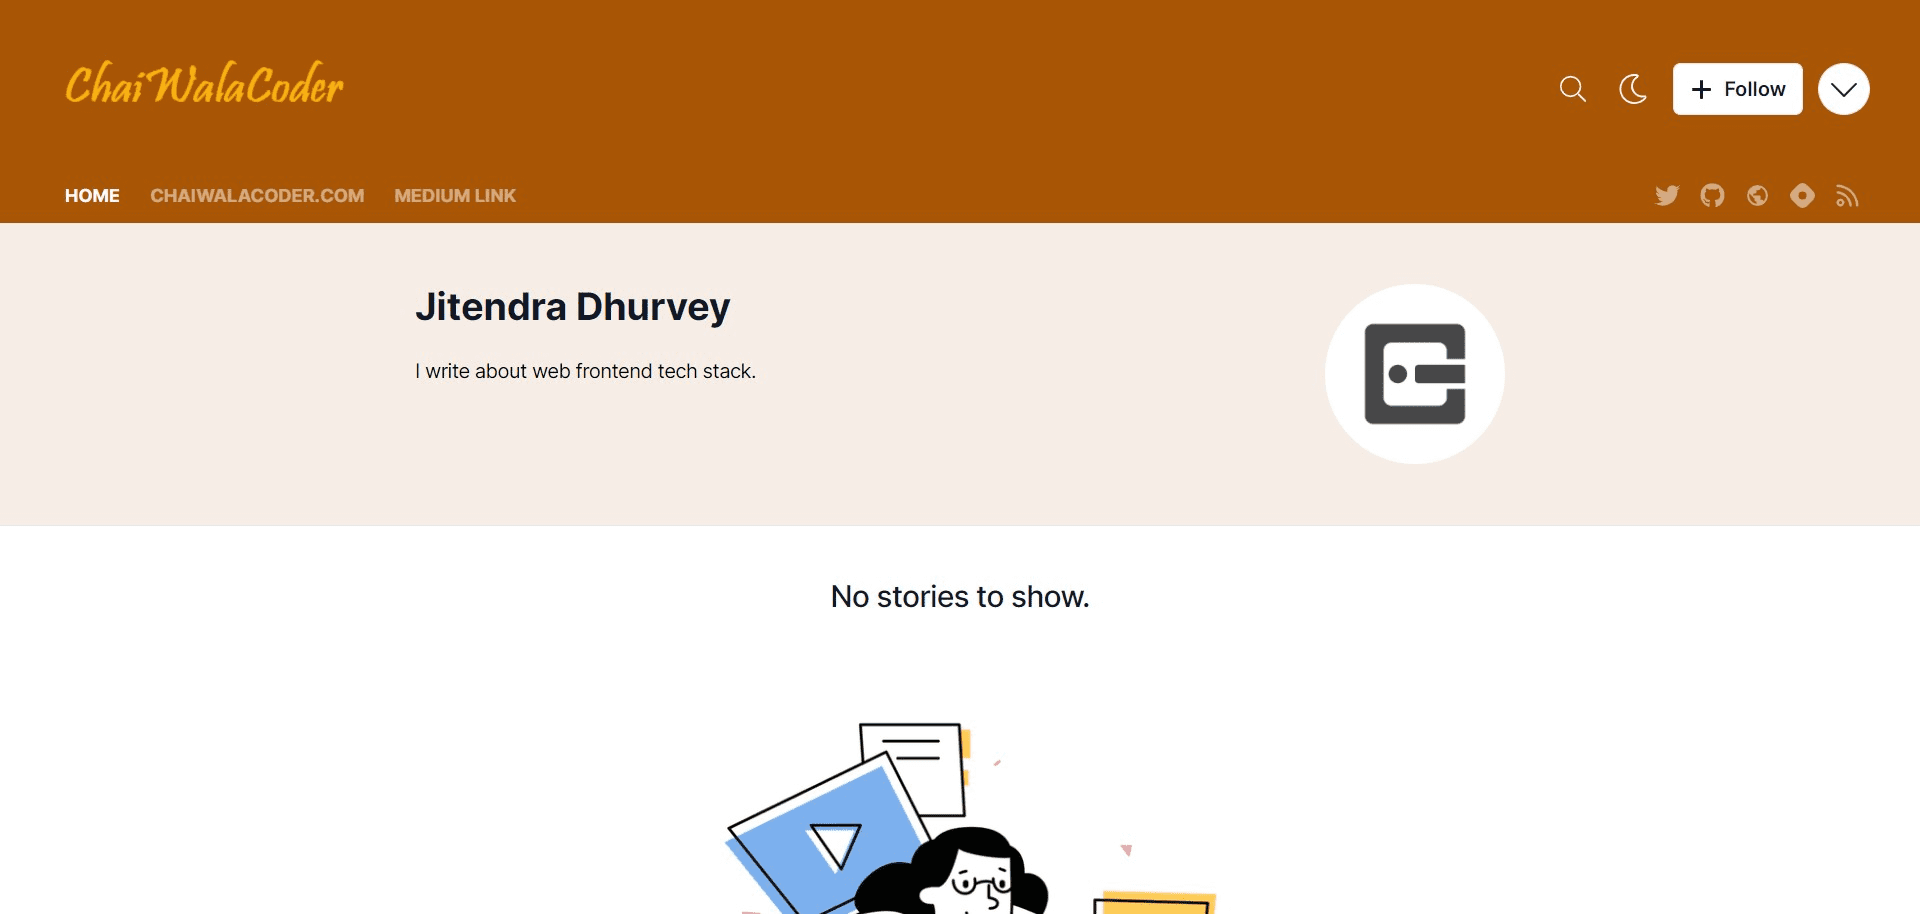 ChaiWalaCoder
Follow
HOME CHAIWALACODER.COM MEDIUM LINK
Jitendra Dhurvey
I write about web frontend tech stack.
No stories to show.